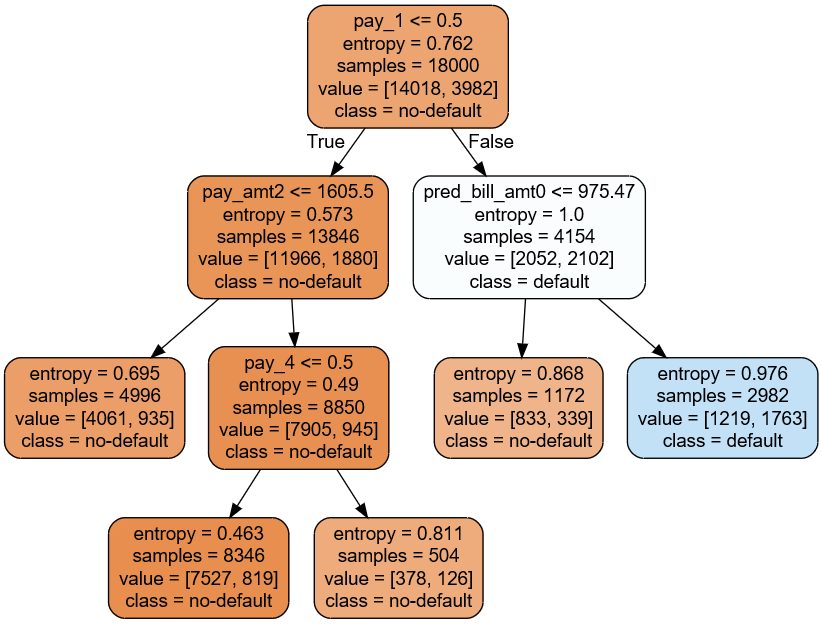 pay_1 <= 0.5
entropy = 0.762
samples = 18000
value = [14018, 3982]
class = no-default
True
False
pay_amt2 <= 1605.5
entropy = 0.573
samples = 13846
value = [11966, 1880]
class = no-default
pred_bill_amt0 <= 975.47
entropy = 1.0
samples = 4154
value = [2052, 2102]
class = default
entropy = 0.695
samples = 4996
value = [4061, 935]
class = no-default
pay_4 <= 0.5
entropy = 0.49
samples = 8850
value = [7905, 945]
class = no-default
entropy = 0.868
samples = 1172
value = [833, 339]
class = no-default
entropy = 0.976
samples = 2982
value = [1219, 1763]
class = default
entropy = 0.463
samples = 8346
value = [7527, 819]
class = no-default
entropy = 0.811
samples = 504
value = [378, 126]
class = no-default